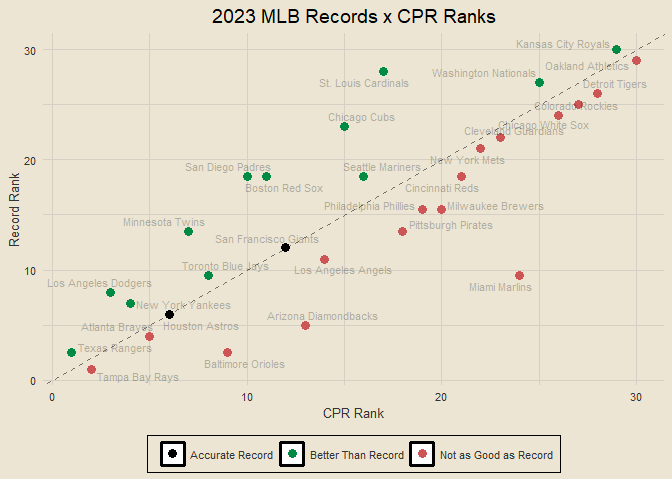 2023 MLB Records x CPR Ranks
30
Kansas City Royals
Oakland Athletics
Washington Nationals
St. Louis Cardinals
Detroit Tigers
Colorado Rockies
Chicago Cubs
Chicago White Sox
Cleveland Guardians
20
New York Mets
San Diego Padres
Seattle Mariners
Boston Red Sox
Cincinnati Reds
Philadelphia Phillies
Milwaukee Brewers
Minnesota Twins
Pittsburgh Pirates
San Francisco Giants
Toronto Blue Jays
Los Angeles Angels
10
Los Angeles Dodgers
Miami Marlins
New York Yankees
Arizona Diamondbacks
Atlanta Braves
Houston Astros
Texas Rangers
Baltimore Orioles
Tampa Bay Rays
0
Record Rank
0 10 20 30
CPR Rank
Accurate Record Better Than Record Not as Good as Record